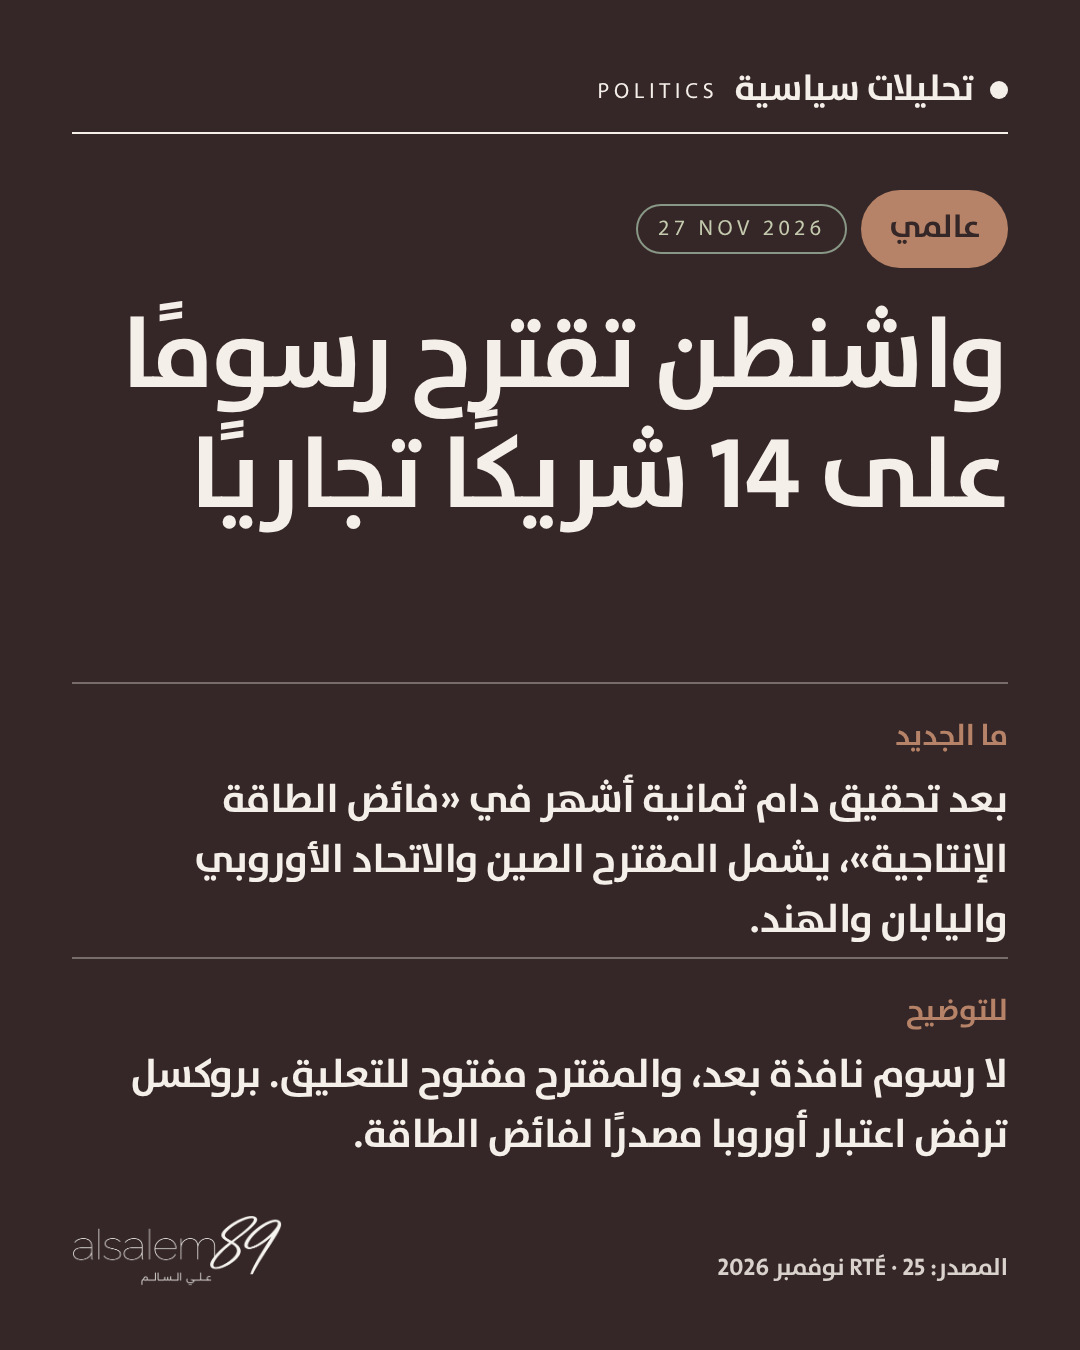 تحليلات سياسية POLITICS
عالمي 27 NOV 2026
واشنطن تقترح رسومًا
على 14 شريكًا تجاريًا
ما الجديد
بعد تحقيق دام ثمانية أشهر في «فائض الطاقة
الإنتاجية»، يشمل المقترح الصين والاتحاد الأوروبي
واليابان والهند.
للتوضيح
لا رسوم نافذة بعد، والمقترح مفتوح للتعليق. بروكسل
ترفض اعتبار أوروبا مصدرًا لفائض الطاقة.
المصدر: RTÉ · 25 نوفمبر 2026
alsalem89
علي السالم